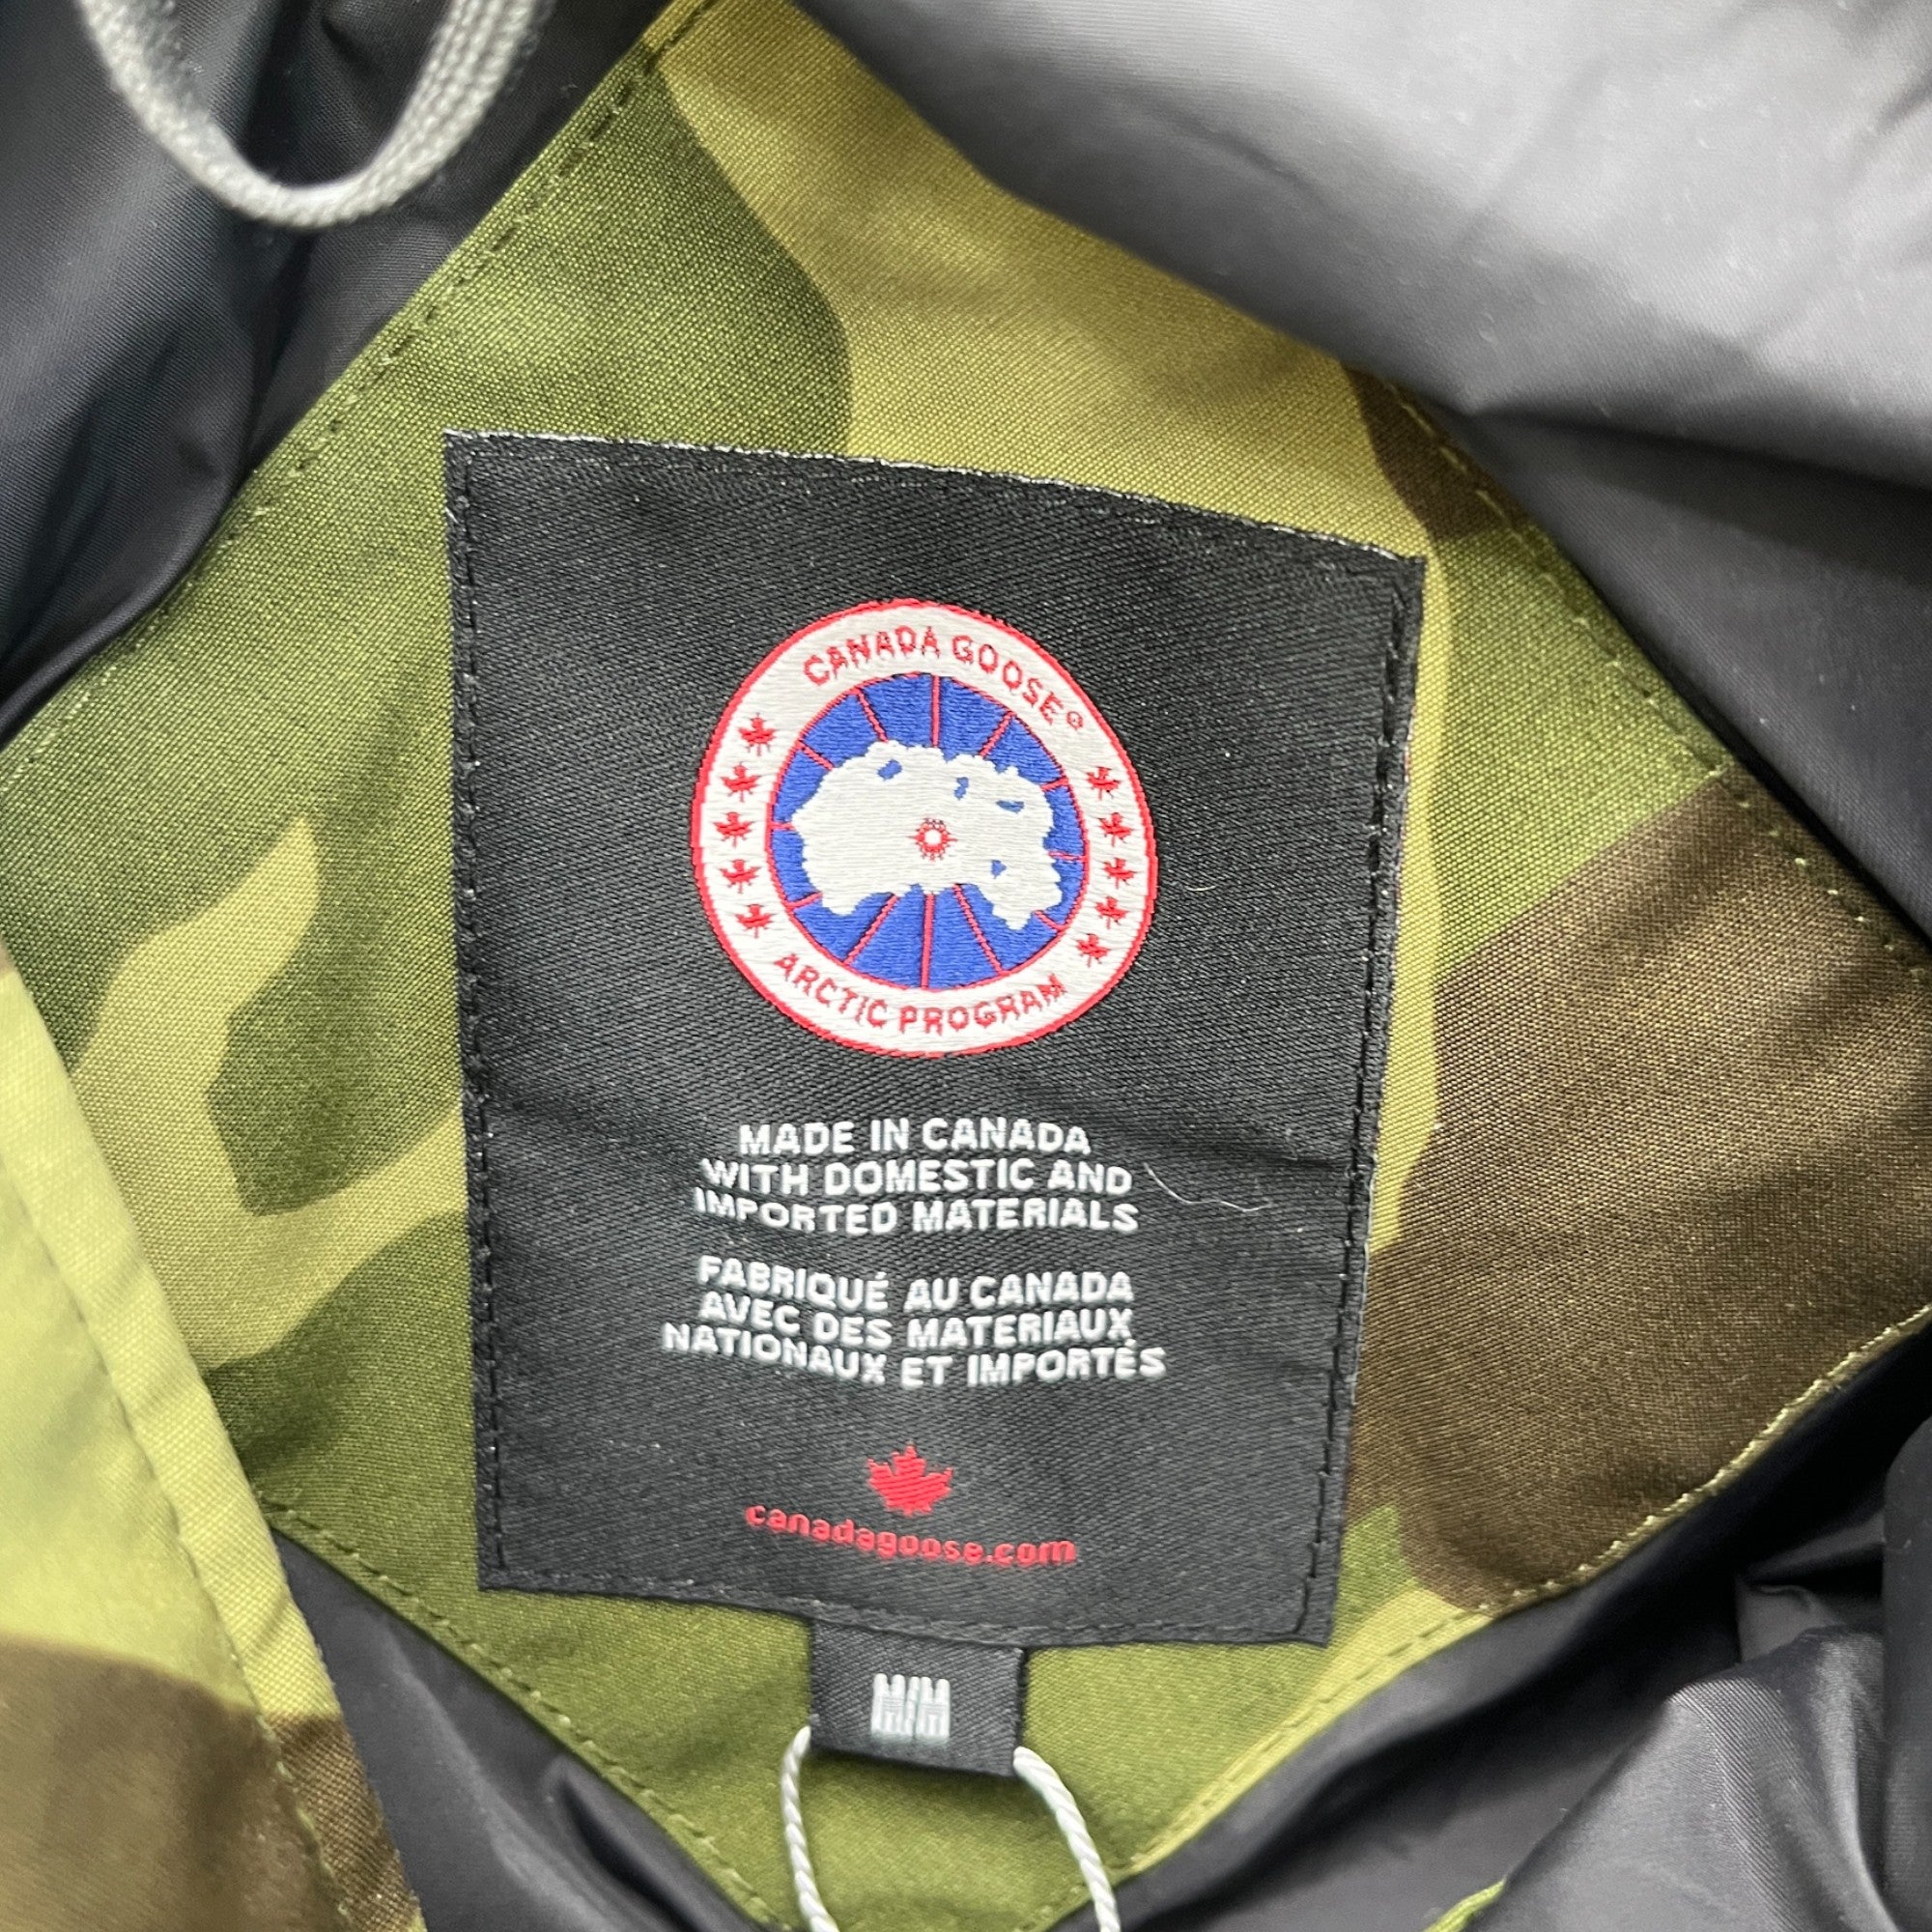 CANADA GOOSE®
ARCTIC PROGRAM
MADE IN CANADA
WITH DOMESTIC AND
IMPORTED MATERIALS
FABRIQUÉ AU CANADA
AVEC DES MATERIAUX
NATIONAUX ET IMPORTÉS
canadagoose.com
M/M